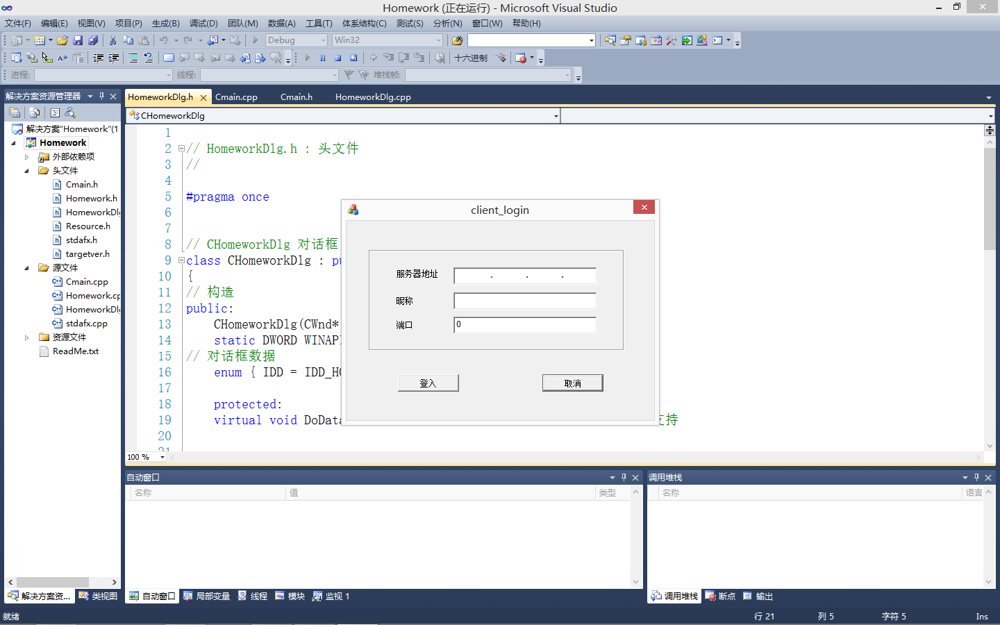 Homework (正在运行) - Microsoft Visual Studio
文件(F) 编辑(E) 视图(V) 项目(P) 生成(B) 调试(D) 团队(M) 数据(A) 工具(T) 体系结构(C) 测试(S) 分析(N) 窗口(W) 帮助(H)
Debug Win32
十六进制
进程: 线程: 堆栈帧:
解决方案资源管理器
HomeworkDlg.h Cmain.cpp Cmain.h HomeworkDlg.cpp
CHomeworkDlg
解决方案"Homework"(1
Homework
外部依赖项
头文件
Cmain.h
Homework.h
HomeworkDl
Resource.h
stdafx.h
targetver.h
源文件
Cmain.cpp
Homework.cp
HomeworkDl
stdafx.cpp
资源文件
ReadMe.txt
1
2 // HomeworkDlg.h : 头文件
3 //
4
5 #pragma once
6
7
8 // CHomeworkDlg 对话框
9 class CHomeworkDlg : pu
10 {
11 // 构造
12 public:
13 CHomeworkDlg(CWnd*
14 static DWORD WINAPI
15 // 对话框数据
16 enum { IDD = IDD_HO
17
18 protected:
19 virtual void DoData 支持
20
21
100 %
client_login
服务器地址 . . .
昵称
端口 0
登入 取消
自动窗口
名称 值 类型
调用堆栈
名称 语言
解决方案资... 类视图
自动窗口 局部变量 线程 模块 监视 1
调用堆栈 断点 输出
就绪 行 21 列 5 字符 5 Ins